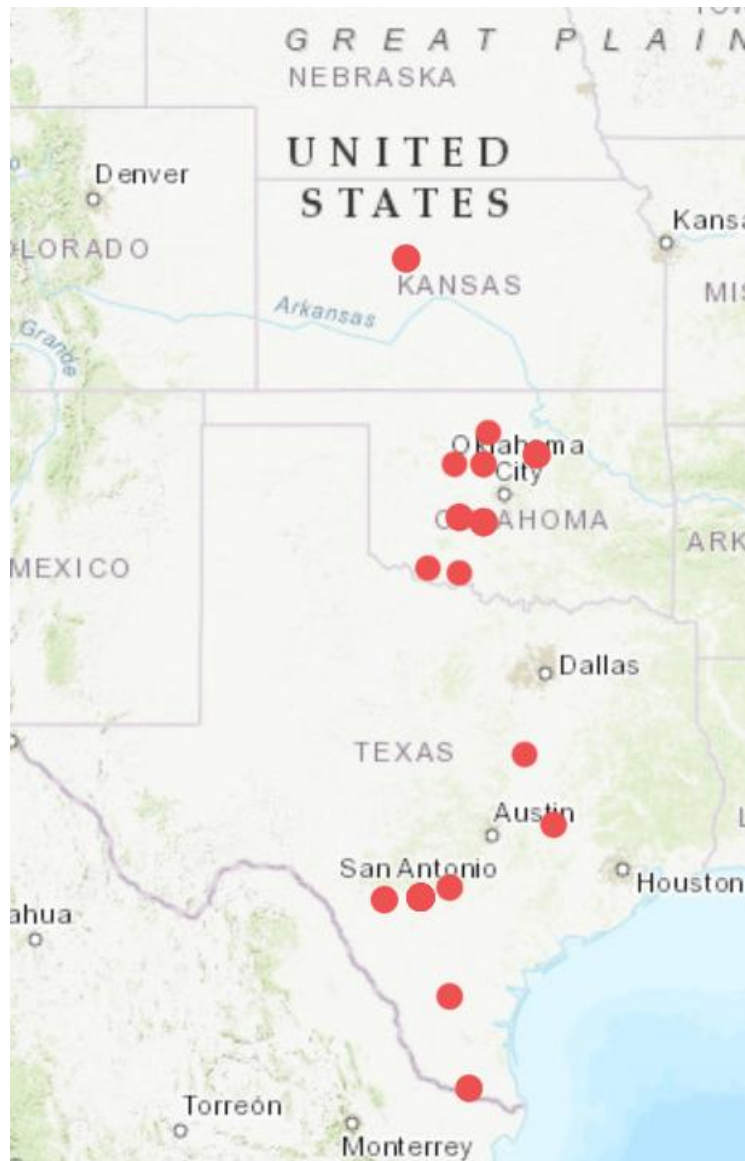 GREAT PLAIN
NEBRASKA
UNITED
STATES
Denver
Kansa
LORADO
KANSAS
MIS
Arkansas
Grande
Oklahoma
City
OKLAHOMA
ARK
MEXICO
Dallas
TEXAS
Austin
San Antonio
Houston
L
ahua
Torreón
Monterrey